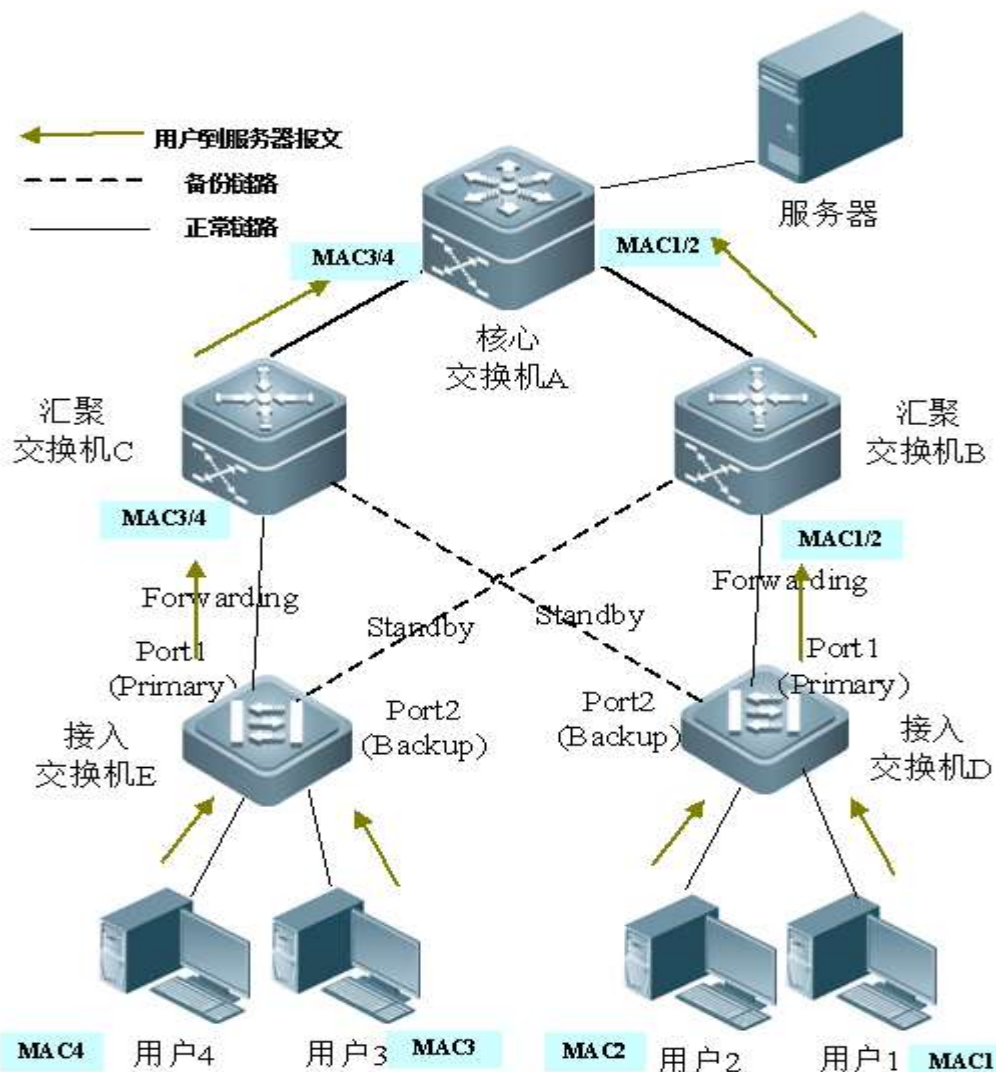 用户到服务器报文
备份链路
正常链路
服务器
MAC3/4
MAC1/2
核心
交换机A
汇聚
交换机C
汇聚
交换机B
MAC3/4
MAC1/2
Forwarding
Forwarding
Standby
Standby
Port1
(Primary)
Port1
(Primary)
Port2
(Backup)
Port2
(Backup)
接入
交换机E
接入
交换机D
MAC4
用户4
用户3
MAC3
MAC2
用户2
用户1
MAC1